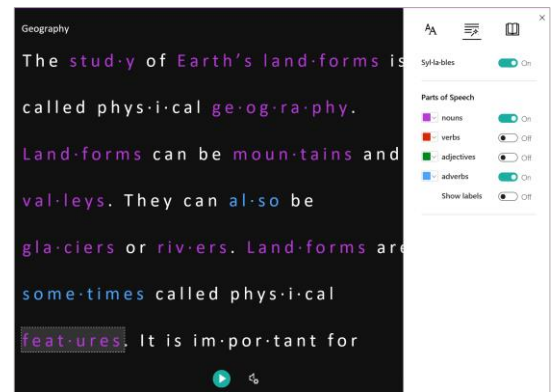 Geography
The stud·y of Earth's land·forms is
called phys·i·cal ge·og·ra·phy.
Land·forms can be moun·tains and
val·leys. They can al·so be
gla·ciers or riv·ers. Land·forms are
some·times called phys·i·cal
feat·ures. It is im·por·tant for
AA
Syl·la·bles On
Parts of Speech
nouns On
verbs Off
adjectives Off
adverbs On
Show labels Off